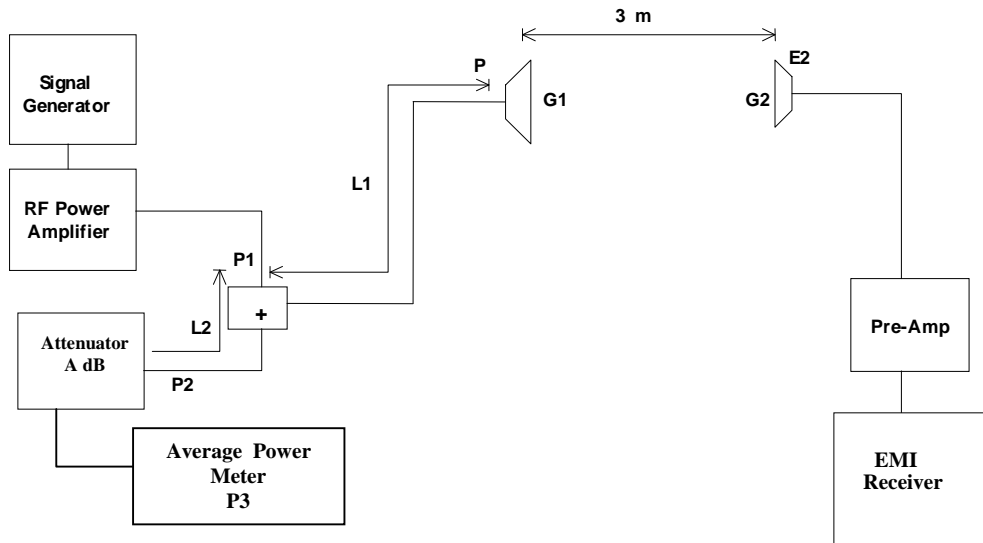 3 m
P
E2
Signal
Generator
G1
G2
L1
RF Power
Amplifier
P1
+
L2
Pre-Amp
Attenuator
A dB
P2
Average Power
Meter
P3
EMI
Receiver